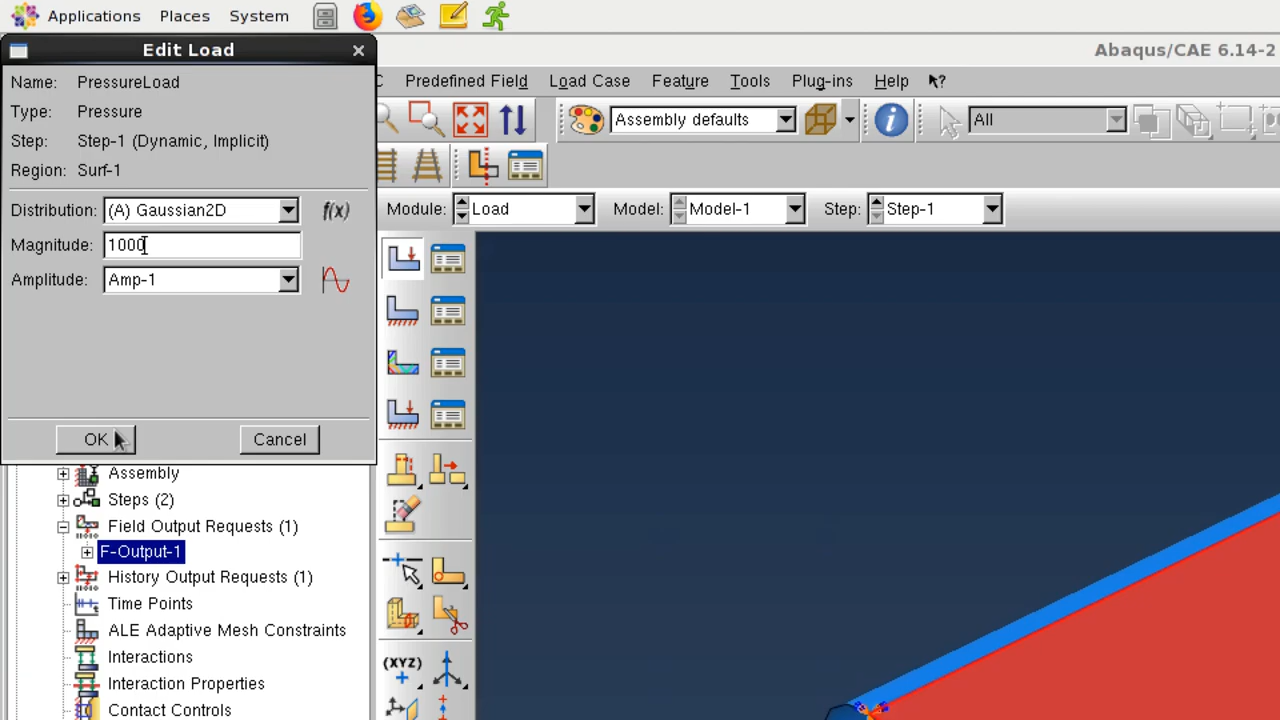 Applications Places System
Edit Load
Abaqus/CAE 6.14-2
Name: PressureLoad
Type: Pressure
Step: Step-1 (Dynamic, Implicit)
Region: Surf-1
Distribution: (A) Gaussian2D f(x)
Magnitude: 1000
Amplitude: Amp-1
OK Cancel
Predefined Field Load Case Feature Tools Plug-ins Help ?
Assembly defaults All
Module: Load Model: Model-1 Step: Step-1
Assembly
Steps (2)
Field Output Requests (1)
F-Output-1
History Output Requests (1)
Time Points
ALE Adaptive Mesh Constraints
Interactions
Interaction Properties
Contact Controls
(XYZ)